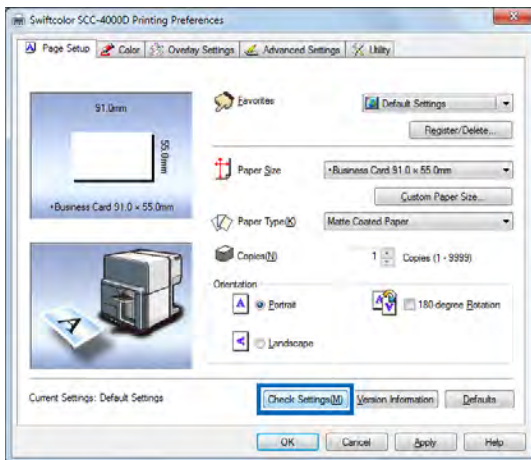 Swiftcolor SCC-4000D Printing Preferences
Page Setup Color Overlay Settings Advanced Settings Utility
91.0mm
55.0mm
•Business Card 91.0 × 55.0mm
Favorites Default Settings
Register/Delete...
Paper Size •Business Card 91.0 × 55.0mm
Custom Paper Size...
Paper Type(K) Matte Coated Paper
Copies(N) 1 Copies (1 - 9999)
Orientation
A Portrait 180-degree Rotation
A Landscape
A
Current Settings: Default Settings Check Settings(M) Version Information Defaults
OK Cancel Apply Help